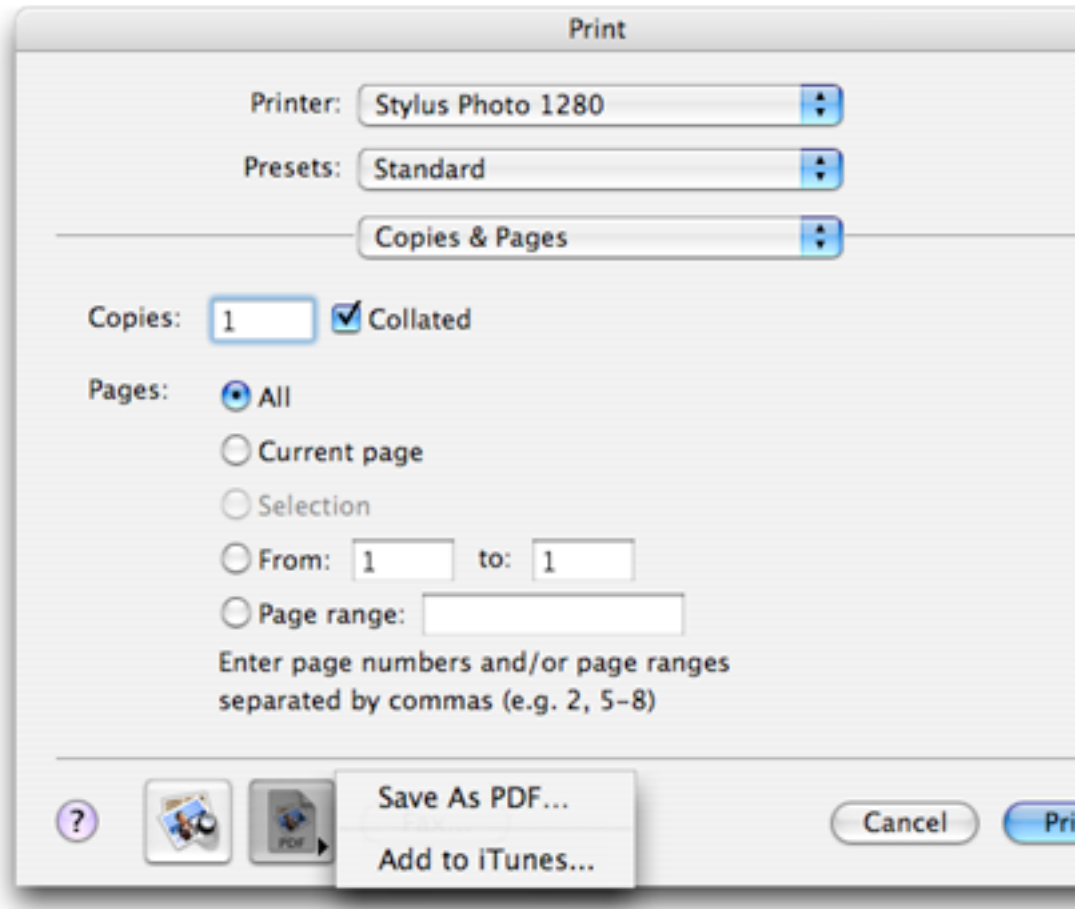 Print
Printer: Stylus Photo 1280
Presets: Standard
Copies & Pages
Copies: 1 Collated
Pages: All
Current page
Selection
From: 1 to: 1
Page range:
Enter page numbers and/or page ranges
separated by commas (e.g. 2, 5-8)
? PDF Fax... Cancel Pri
Save As PDF...
Add to iTunes...